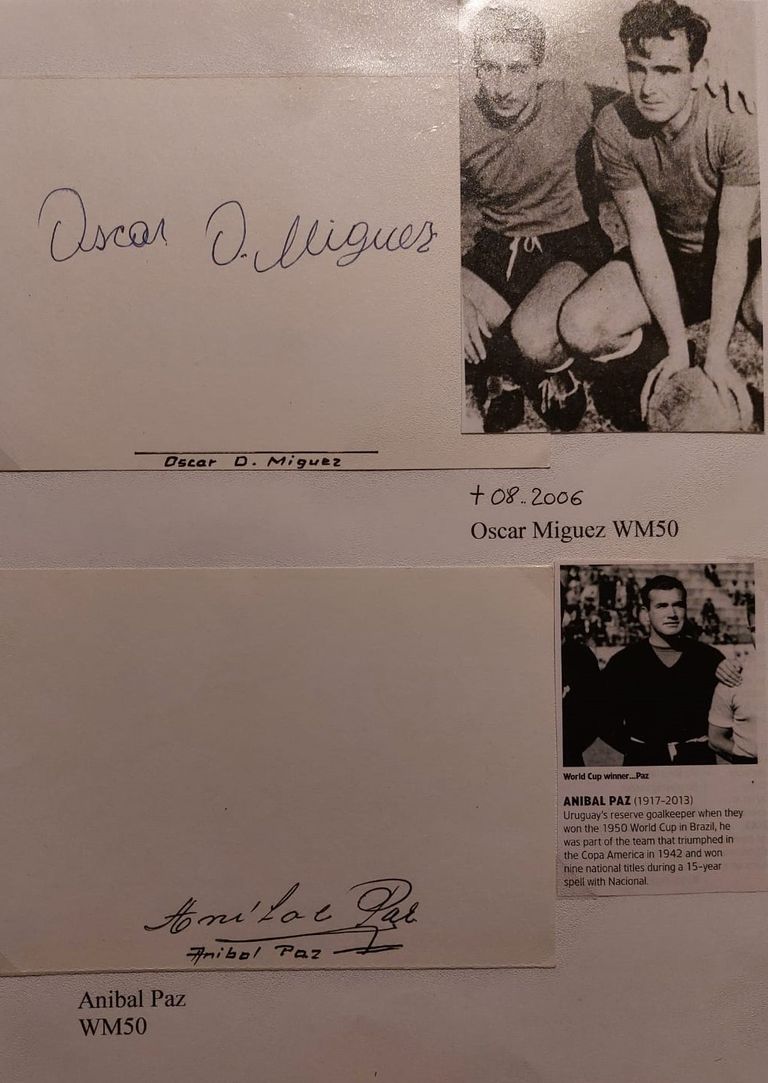 Oscar O. Miguez
Oscar D. Miguez
† 08..2006
Oscar Miguez WM50
World Cup winner...Paz
ANIBAL PAZ (1917–2013)
Uruguay's reserve goalkeeper when they
won the 1950 World Cup in Brazil, he
was part of the team that triumphed in
the Copa America in 1942 and won
nine national titles during a 15-year
spell with Nacional.
Aníbal Paz
Anibal Paz
Anibal Paz
WM50